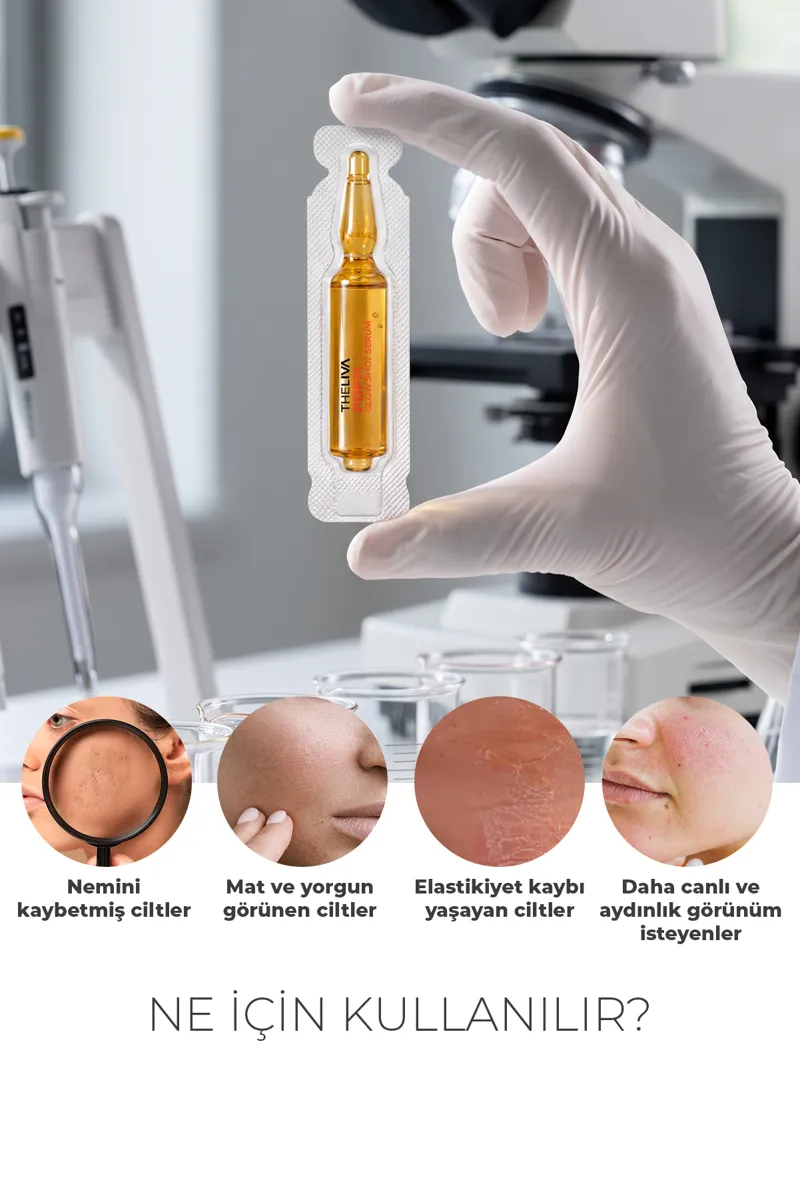 THELIVA
GLOW SHOT SERUM
Nemini
kaybetmiş ciltler
Mat ve yorgun
görünen ciltler
Elastikiyet kaybı
yaşayan ciltler
Daha canlı ve
aydınlık görünüm
isteyenler
NE İÇİN KULLANILIR?